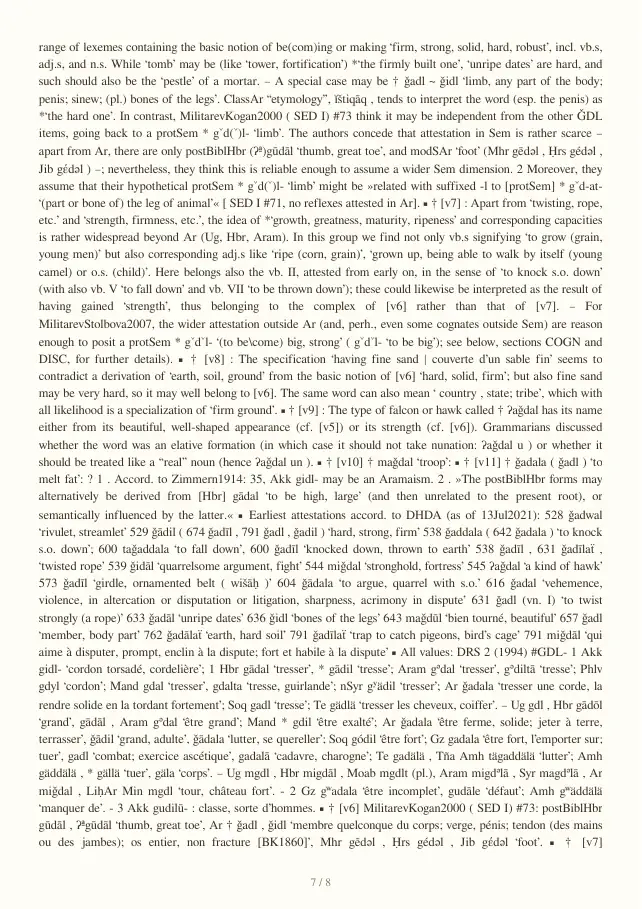 range of lexemes containing the basic notion of be(com)ing or making ‘firm, strong, solid, hard, robust’, incl. vb.s,
adj.s, and n.s. While ‘tomb’ may be (like ‘tower, fortification’) *‘the firmly built one’, ‘unripe dates’ are hard, and
such should also be the ‘pestle’ of a mortar. – A special case may be † ǧadl ~ ǧidl ‘limb, any part of the body;
penis; sinew; (pl.) bones of the legs’. ClassAr “etymology”, ĭštiqāq , tends to interpret the word (esp. the penis) as
*‘the hard one’. In contrast, MilitarevKogan2000 ( SED I) #73 think it may be independent from the other ǦDL
items, going back to a protSem * gˇd(ˇ)l- ‘limb’. The authors concede that attestation in Sem is rather scarce –
apart from Ar, there are only postBiblHbr (ʔᵃ)gūdāl ‘thumb, great toe’, and modSAr ‘foot’ (Mhr gēdəl , Ḥrs gédəl ,
Jib gɛ́dəl ) –; nevertheless, they think this is reliable enough to assume a wider Sem dimension. 2 Moreover, they
assume that their hypothetical protSem * gˇd(ˇ)l- ‘limb’ might be »related with suffixed -l to [protSem] * gˇd-at-
‘(part or bone of) the leg of animal’« [ SED I #71, no reflexes attested in Ar]. ▪ † [v7] : Apart from ‘twisting, rope,
etc.’ and ‘strength, firmness, etc.’, the idea of *‘growth, greatness, maturity, ripeness’ and corresponding capacities
is rather widespread beyond Ar (Ug, Hbr, Aram). In this group we find not only vb.s signifying ‘to grow (grain,
young men)’ but also corresponding adj.s like ‘ripe (corn, grain)’, ‘grown up, being able to walk by itself (young
camel) or o.s. (child)’. Here belongs also the vb. II, attested from early on, in the sense of ‘to knock s.o. down’
(with also vb. V ‘to fall down’ and vb. VII ‘to be thrown down’); these could likewise be interpreted as the result of
having gained ‘strength’, thus belonging to the complex of [v6] rather than that of [v7]. – For
MilitarevStolbova2007, the wider attestation outside Ar (and, perh., even some cognates outside Sem) are reason
enough to posit a protSem * gˇdˇl- ‘(to be\come) big, strong’ ( gˇdˇl- ‘to be big’); see below, sections COGN and
DISC, for further details). ▪ † [v8] : The specification ‘having fine sand | couverte d’un sable fin’ seems to
contradict a derivation of ‘earth, soil, ground’ from the basic notion of [v6] ‘hard, solid, firm’; but also fine sand
may be very hard, so it may well belong to [v6]. The same word can also mean ‘ country , state; tribe’, which with
all likelihood is a specialization of ‘firm ground’. ▪ † [v9] : The type of falcon or hawk called † ʔaǧdal has its name
either from its beautiful, well-shaped appearance (cf. [v5]) or its strength (cf. [v6]). Grammarians discussed
whether the word was an elative formation (in which case it should not take nunation: ʔaǧdal u ) or whether it
should be treated like a “real” noun (hence ʔaǧdal un ). ▪ † [v10] † maǧdal ‘troop’: ▪ † [v11] † ǧadala ( ǧadl ) ‘to
melt fat’: ? 1 . Accord. to Zimmern1914: 35, Akk gidl- may be an Aramaism. 2 . »The postBiblHbr forms may
alternatively be derived from [Hbr] gādal ‘to be high, large’ (and then unrelated to the present root), or
semantically influenced by the latter.« ▪ Earliest attestations accord. to DHDA (as of 13Jul2021): 528 ǧadwal
‘rivulet, streamlet’ 529 ǧādil ( 674 ǧadīl , 791 ǧadl , ǧadil ) ‘hard, strong, firm’ 538 ǧaddala ( 642 ǧadala ) ‘to knock
s.o. down’; 600 taǧaddala ‘to fall down’, 600 ǧadīl ‘knocked down, thrown to earth’ 538 ǧadīl , 631 ǧadīlaẗ ,
‘twisted rope’ 539 ǧidāl ‘quarrelsome argument, fight’ 544 miǧdal ‘stronghold, fortress’ 545 ʔaǧdal ‘a kind of hawk’
573 ǧadīl ‘girdle, ornamented belt ( wišāḥ )’ 604 ǧādala ‘to argue, quarrel with s.o.’ 616 ǧadal ‘vehemence,
violence, in altercation or disputation or litigation, sharpness, acrimony in dispute’ 631 ǧadl (vn. I) ‘to twist
strongly (a rope)’ 633 ǧadāl ‘unripe dates’ 636 ǧidl ‘bones of the legs’ 643 maǧdūl ‘bien tourné, beautiful’ 657 ǧadl
‘member, body part’ 762 ǧadālaẗ ‘earth, hard soil’ 791 ǧadīlaẗ ‘trap to catch pigeons, bird’s cage’ 791 miǧdāl ‘qui
aime à disputer, prompt, enclin à la dispute; fort et habile à la dispute’ ▪ All values: DRS 2 (1994) #GDL- 1 Akk
gidl- ‘cordon torsadé, cordelière’; 1 Hbr gādal ‘tresser’, * gādil ‘tresse’; Aram gᵊdal ‘tresser’, gᵊdiltā ‘tresse’; Phlv
gdyl ‘cordon’; Mand gdal ‘tresser’, gdalta ‘tresse, guirlande’; nSyr gʸädil ‘tresser’; Ar ǧadala ‘tresser une corde, la
rendre solide en la tordant fortement’; Soq gadl ‘tresse’; Te gädlä ‘tresser les cheveux, coiffer’. – Ug gdl , Hbr gādōl
‘grand’, gādāl , Aram gᵊdal ‘être grand’; Mand * gdil ‘être exalté’; Ar ǧadala ‘être ferme, solide; jeter à terre,
terrasser’, ǧādil ‘grand, adulte’, ǧādala ‘lutter, se quereller’; Soq gódil ‘être fort’; Gz gadala ‘être fort, l’emporter sur;
tuer’, gadl ‘combat; exercice ascétique’, gadalā ‘cadavre, charogne’; Te gadälä , Tña Amh tägaddälä ‘lutter’; Amh
gäddälä , * gällä ‘tuer’, gäla ‘corps’. – Ug mgdl , Hbr migdāl , Moab mgdlt (pl.), Aram migdᵊlā , Syr magdᵊlā , Ar
miǧdal , LiḥAr Min mgdl ‘tour, château fort’. - 2 Gz gʷadala ‘être incomplet’, gudāle ‘défaut’; Amh gʷäddälä
‘manquer de’. - 3 Akk gudilû- : classe, sorte d’hommes. ▪ † [v6] MilitarevKogan2000 ( SED I) #73: postBiblHbr
gūdāl , ʔᵃgūdāl ‘thumb, great toe’, Ar † ǧadl , ǧidl ‘membre quelconque du corps; verge, pénis; tendon (des mains
ou des jambes); os entier, non fracture [BK1860]’, Mhr gēdəl , Ḥrs gédəl , Jib gɛ́dəl ‘foot’. ▪ † [v7]
7 / 8